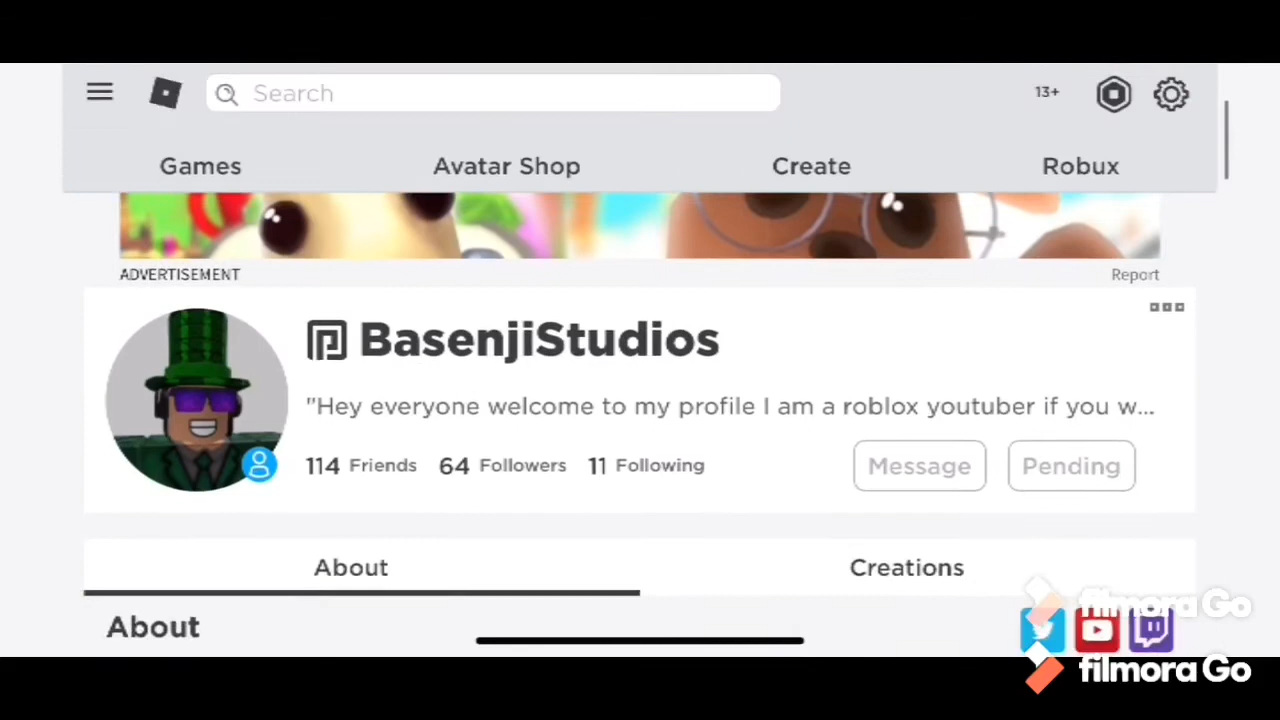 Search
13+
Games Avatar Shop Create Robux
ADVERTISEMENT Report
BasenjiStudios
"Hey everyone welcome to my profile I am a roblox youtuber if you w...
114 Friends 64 Followers 11 Following
Message Pending
About Creations
About
filmora Go
filmora Go